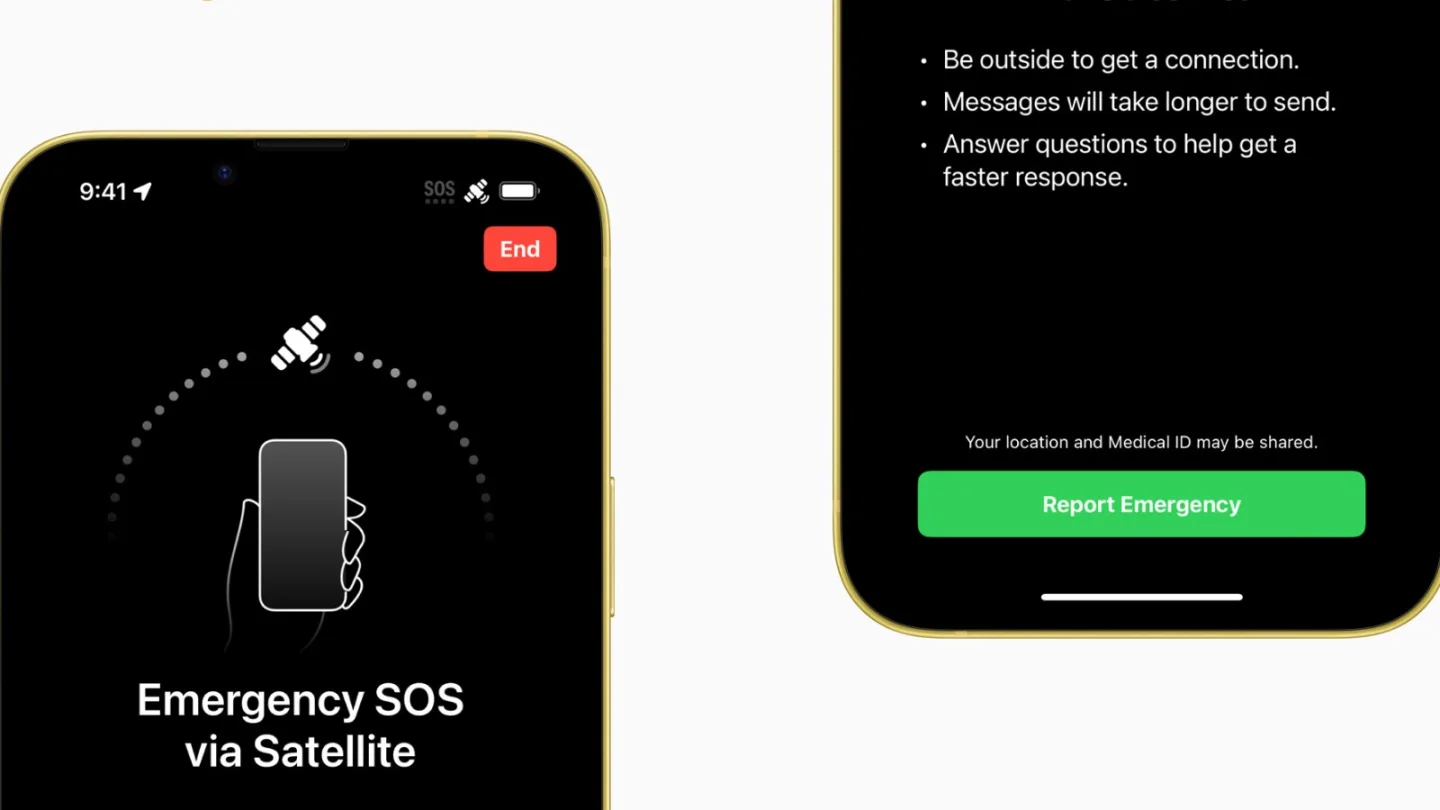 9:41
SOS
End
Emergency SOS
via Satellite
• Be outside to get a connection.
• Messages will take longer to send.
• Answer questions to help get a
faster response.
Your location and Medical ID may be shared.
Report Emergency